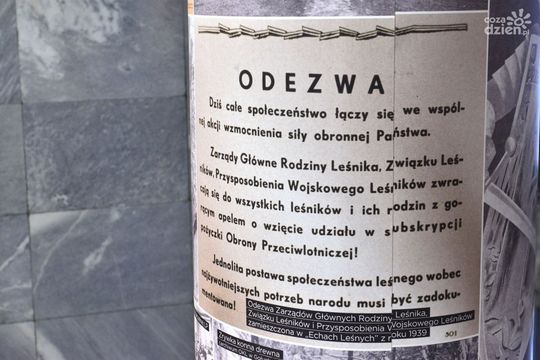 coza
dzień.pl
ODEZWA
Dziś całe społeczeństwo łączy się we wspól-
nej akcji wzmocnienia siły obronnej Państwa.
Zarządy Główne Rodziny Leśnika, Związku Leś-
ników, Przysposobienia Wojskowego Leśników zwra-
cają się do wszystkich leśników i ich rodzin z go-
rącym apelem o wzięcie udziału w subskrypcji
pożyczki Obrony Przeciwlotniczej!
Jednolita postawa społeczeństwa leśnego wobec
najżywotniejszych potrzeb narodu musi być zadoku-
mentowana!
Odezwa Zarządów Głównych Rodziny Leśnika,
Związku Leśników i Przysposobienia Wojskowego Leśników
zamieszczona w „Echach Leśnych” z roku 1939
301
Zrywka konna drewna